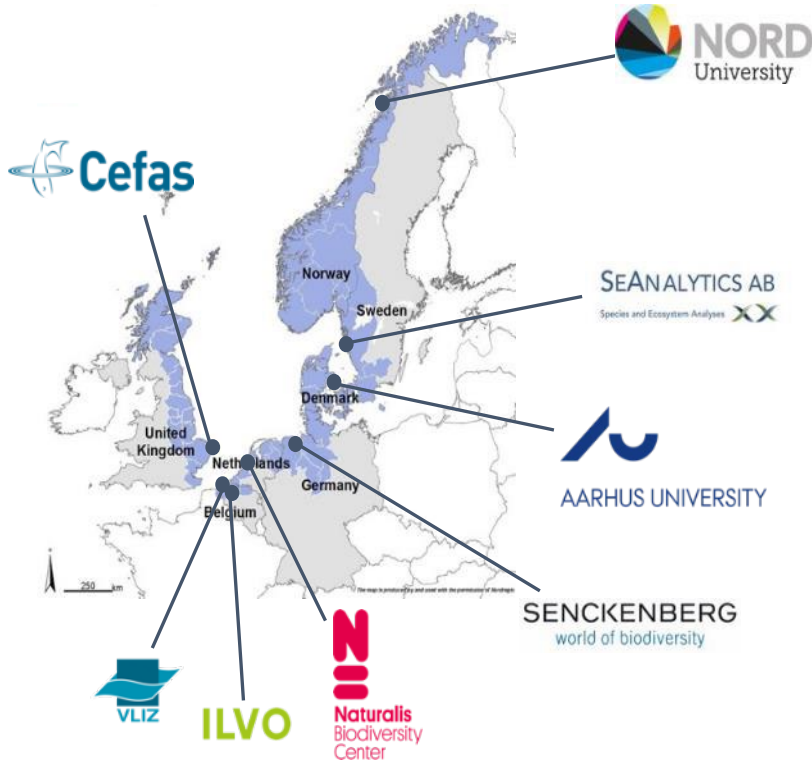 NORD
University
Cefas
Norway
SEANALYTICS AB
Species and Ecosystem Analyses
Sweden
Denmark
United
Kingdom
Netherlands
Germany
Belgium
AARHUS UNIVERSITY
250 km
SENCKENBERG
world of biodiversity
VLIZ
ILVO
Naturalis
Biodiversity
Center